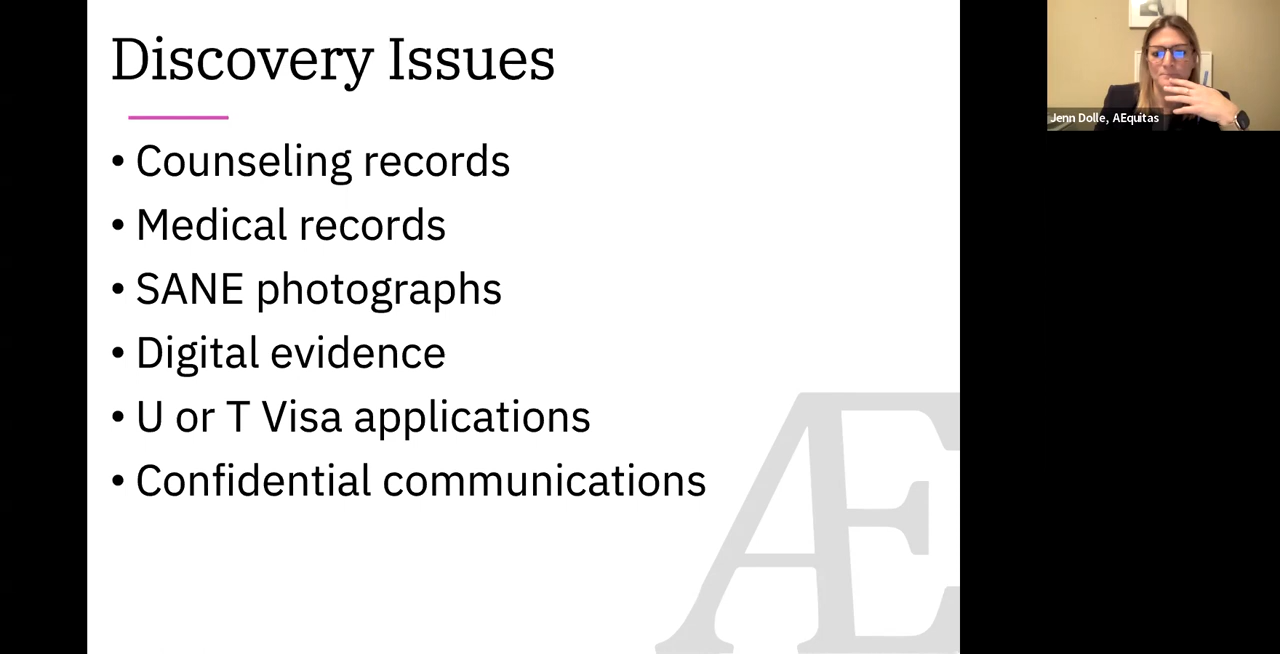 Discovery Issues
• Counseling records
• Medical records
• SANE photographs
• Digital evidence
• U or T Visa applications
• Confidential communications
Æ
Jenn Dolle, AEquitas